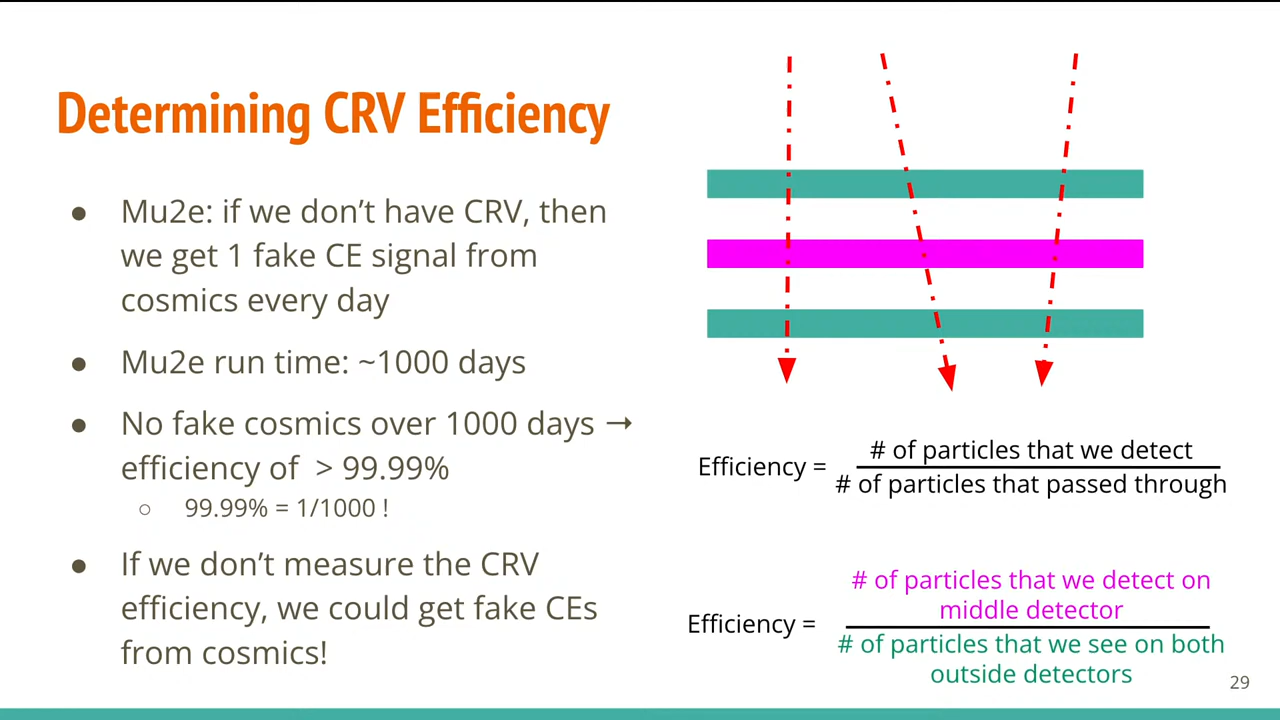 Determining CRV Efficiency
● Mu2e: if we don’t have CRV, then
we get 1 fake CE signal from
cosmics every day
● Mu2e run time: ~1000 days
● No fake cosmics over 1000 days →
efficiency of  > 99.99%
○ 99.99% = 1/1000 !
● If we don’t measure the CRV
efficiency, we could get fake CEs
from cosmics!
# of particles that we detect
Efficiency =
# of particles that passed through
# of particles that we detect on
middle detector
Efficiency =
# of particles that we see on both
outside detectors
29